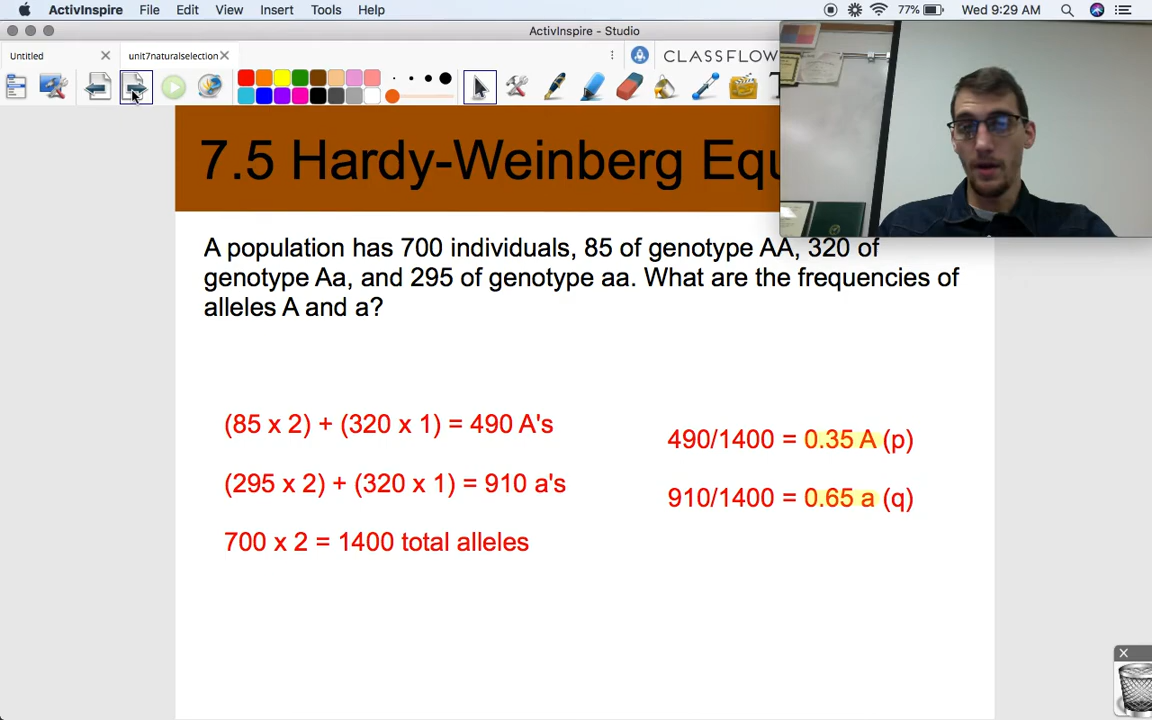 ActivInspire File Edit View Insert Tools Help 77% Wed 9:29 AM
ActivInspire - Studio
Untitled unit7naturalselection CLASSFLOW
7.5 Hardy-Weinberg Equ
A population has 700 individuals, 85 of genotype AA, 320 of
genotype Aa, and 295 of genotype aa. What are the frequencies of
alleles A and a?
(85 x 2) + (320 x 1) = 490 A's
(295 x 2) + (320 x 1) = 910 a's
700 x 2 = 1400 total alleles
490/1400 = 0.35 A (p)
910/1400 = 0.65 a (q)